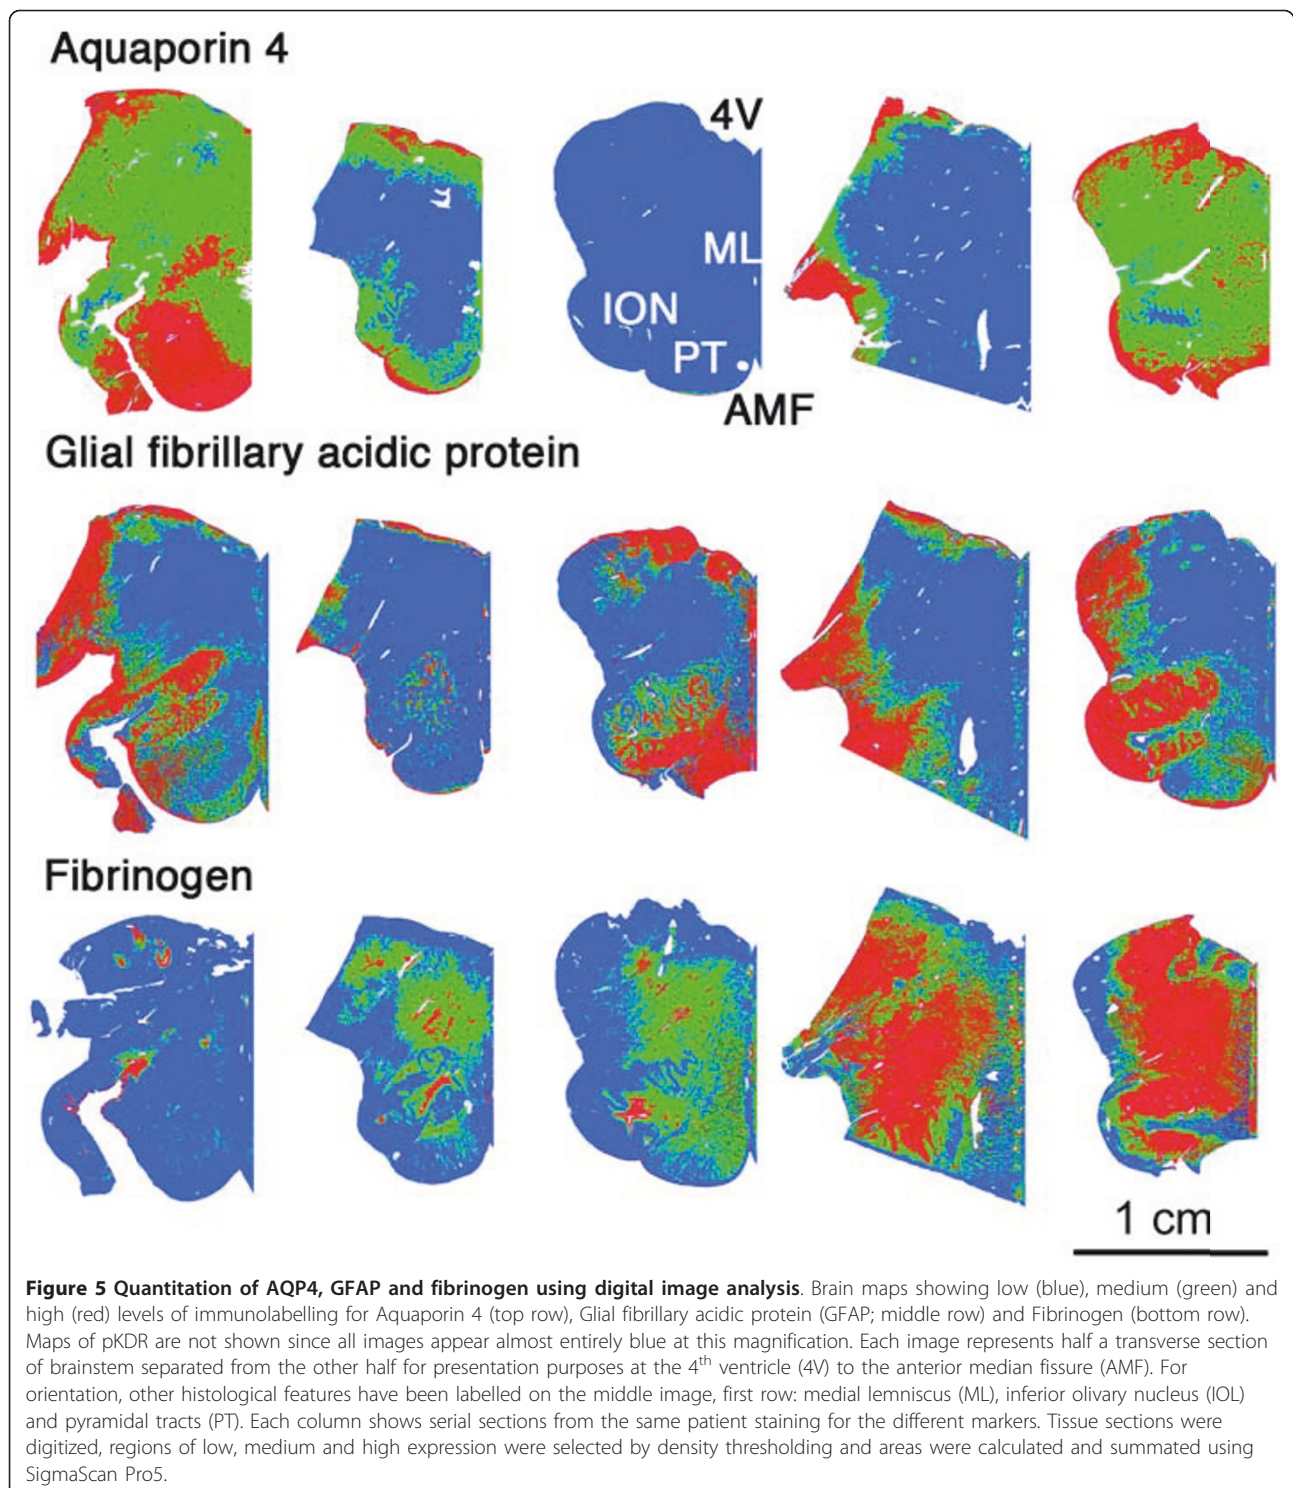 Aquaporin 4
4V
ML
ION
PT
AMF
Glial fibrillary acidic protein
Fibrinogen
1 cm
Figure 5 Quantitation of AQP4, GFAP and fibrinogen using digital image analysis. Brain maps showing low (blue), medium (green) and
high (red) levels of immunolabelling for Aquaporin 4 (top row), Glial fibrillary acidic protein (GFAP; middle row) and Fibrinogen (bottom row).
Maps of pKDR are not shown since all images appear almost entirely blue at this magnification. Each image represents half a transverse section
of brainstem separated from the other half for presentation purposes at the 4th ventricle (4V) to the anterior median fissure (AMF). For
orientation, other histological features have been labelled on the middle image, first row: medial lemniscus (ML), inferior olivary nucleus (IOL)
and pyramidal tracts (PT). Each column shows serial sections from the same patient staining for the different markers. Tissue sections were
digitized, regions of low, medium and high expression were selected by density thresholding and areas were calculated and summated using
SigmaScan Pro5.